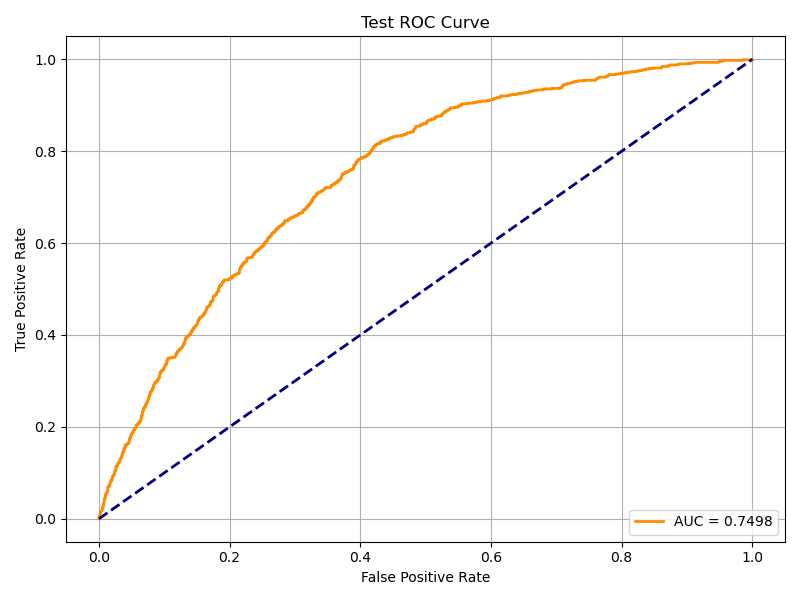 Test ROC Curve
True Positive Rate
1.0
0.8
0.6
0.4
0.2
0.0
0.0 0.2 0.4 0.6 0.8 1.0
False Positive Rate
AUC = 0.7498